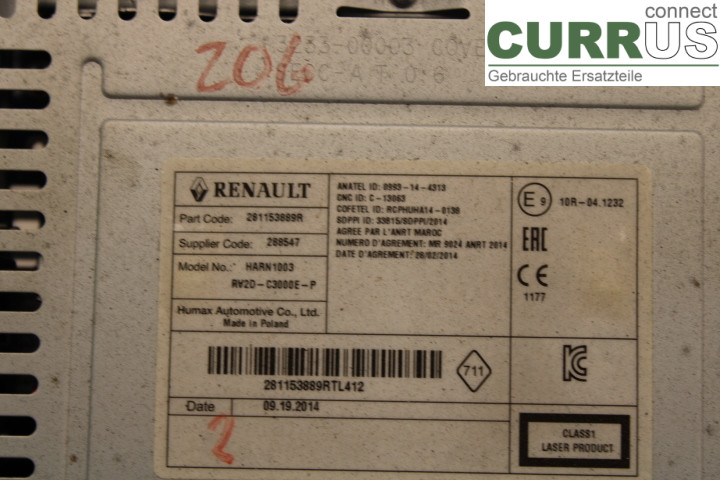 connect
CURRUS
Gebrauchte Ersatzteile
206
RENAULT
Part Code: 281153889R
Supplier Code: 288547
Model No.: HARN1003
RV2D-C3000E-P
Humax Automotive Co., Ltd.
Made in Poland
ANATEL ID: 0993-14-4313
CNC ID: C-13063
COFETEL ID: RCPHUHA14-0138
SDPPI ID: 33815/SDPPI/2014
AGREE PAR L'ANRT MAROC
NUMERO D'AGREMENT: MR 9024 ANRT 2014
DATE D'AGREMENT: 28/02/2014
E9 10R-04.1232
EAC
CE
1177
281153889RTL412
711
Date 09.19.2014
2
CLASS1
LASER PRODUCT